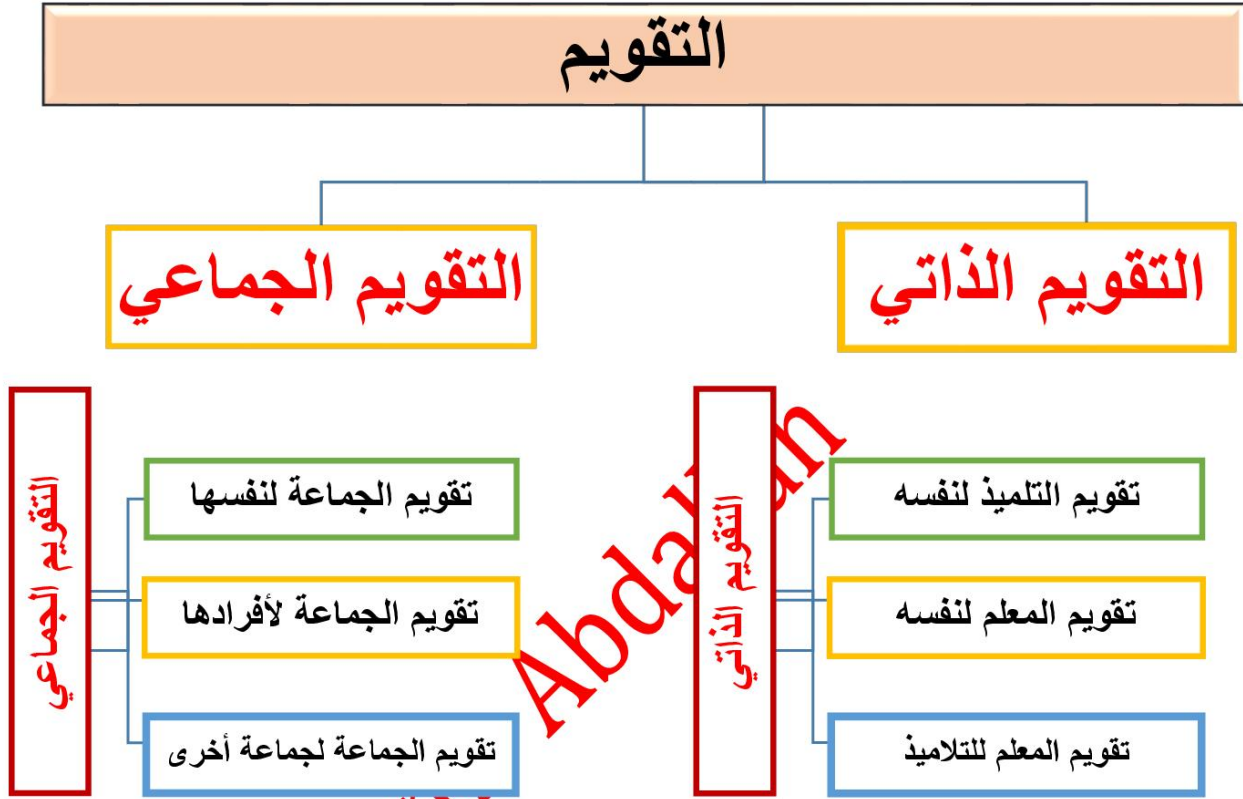 التقويم
التقويم الذاتي
التقويم الجماعي
التقويم الذاتي
تقويم التلميذ لنفسه
تقويم المعلم لنفسه
تقويم المعلم للتلاميذ
التقويم الجماعي
تقويم الجماعة لنفسها
تقويم الجماعة لأفرادها
تقويم الجماعة لجماعة أخرى